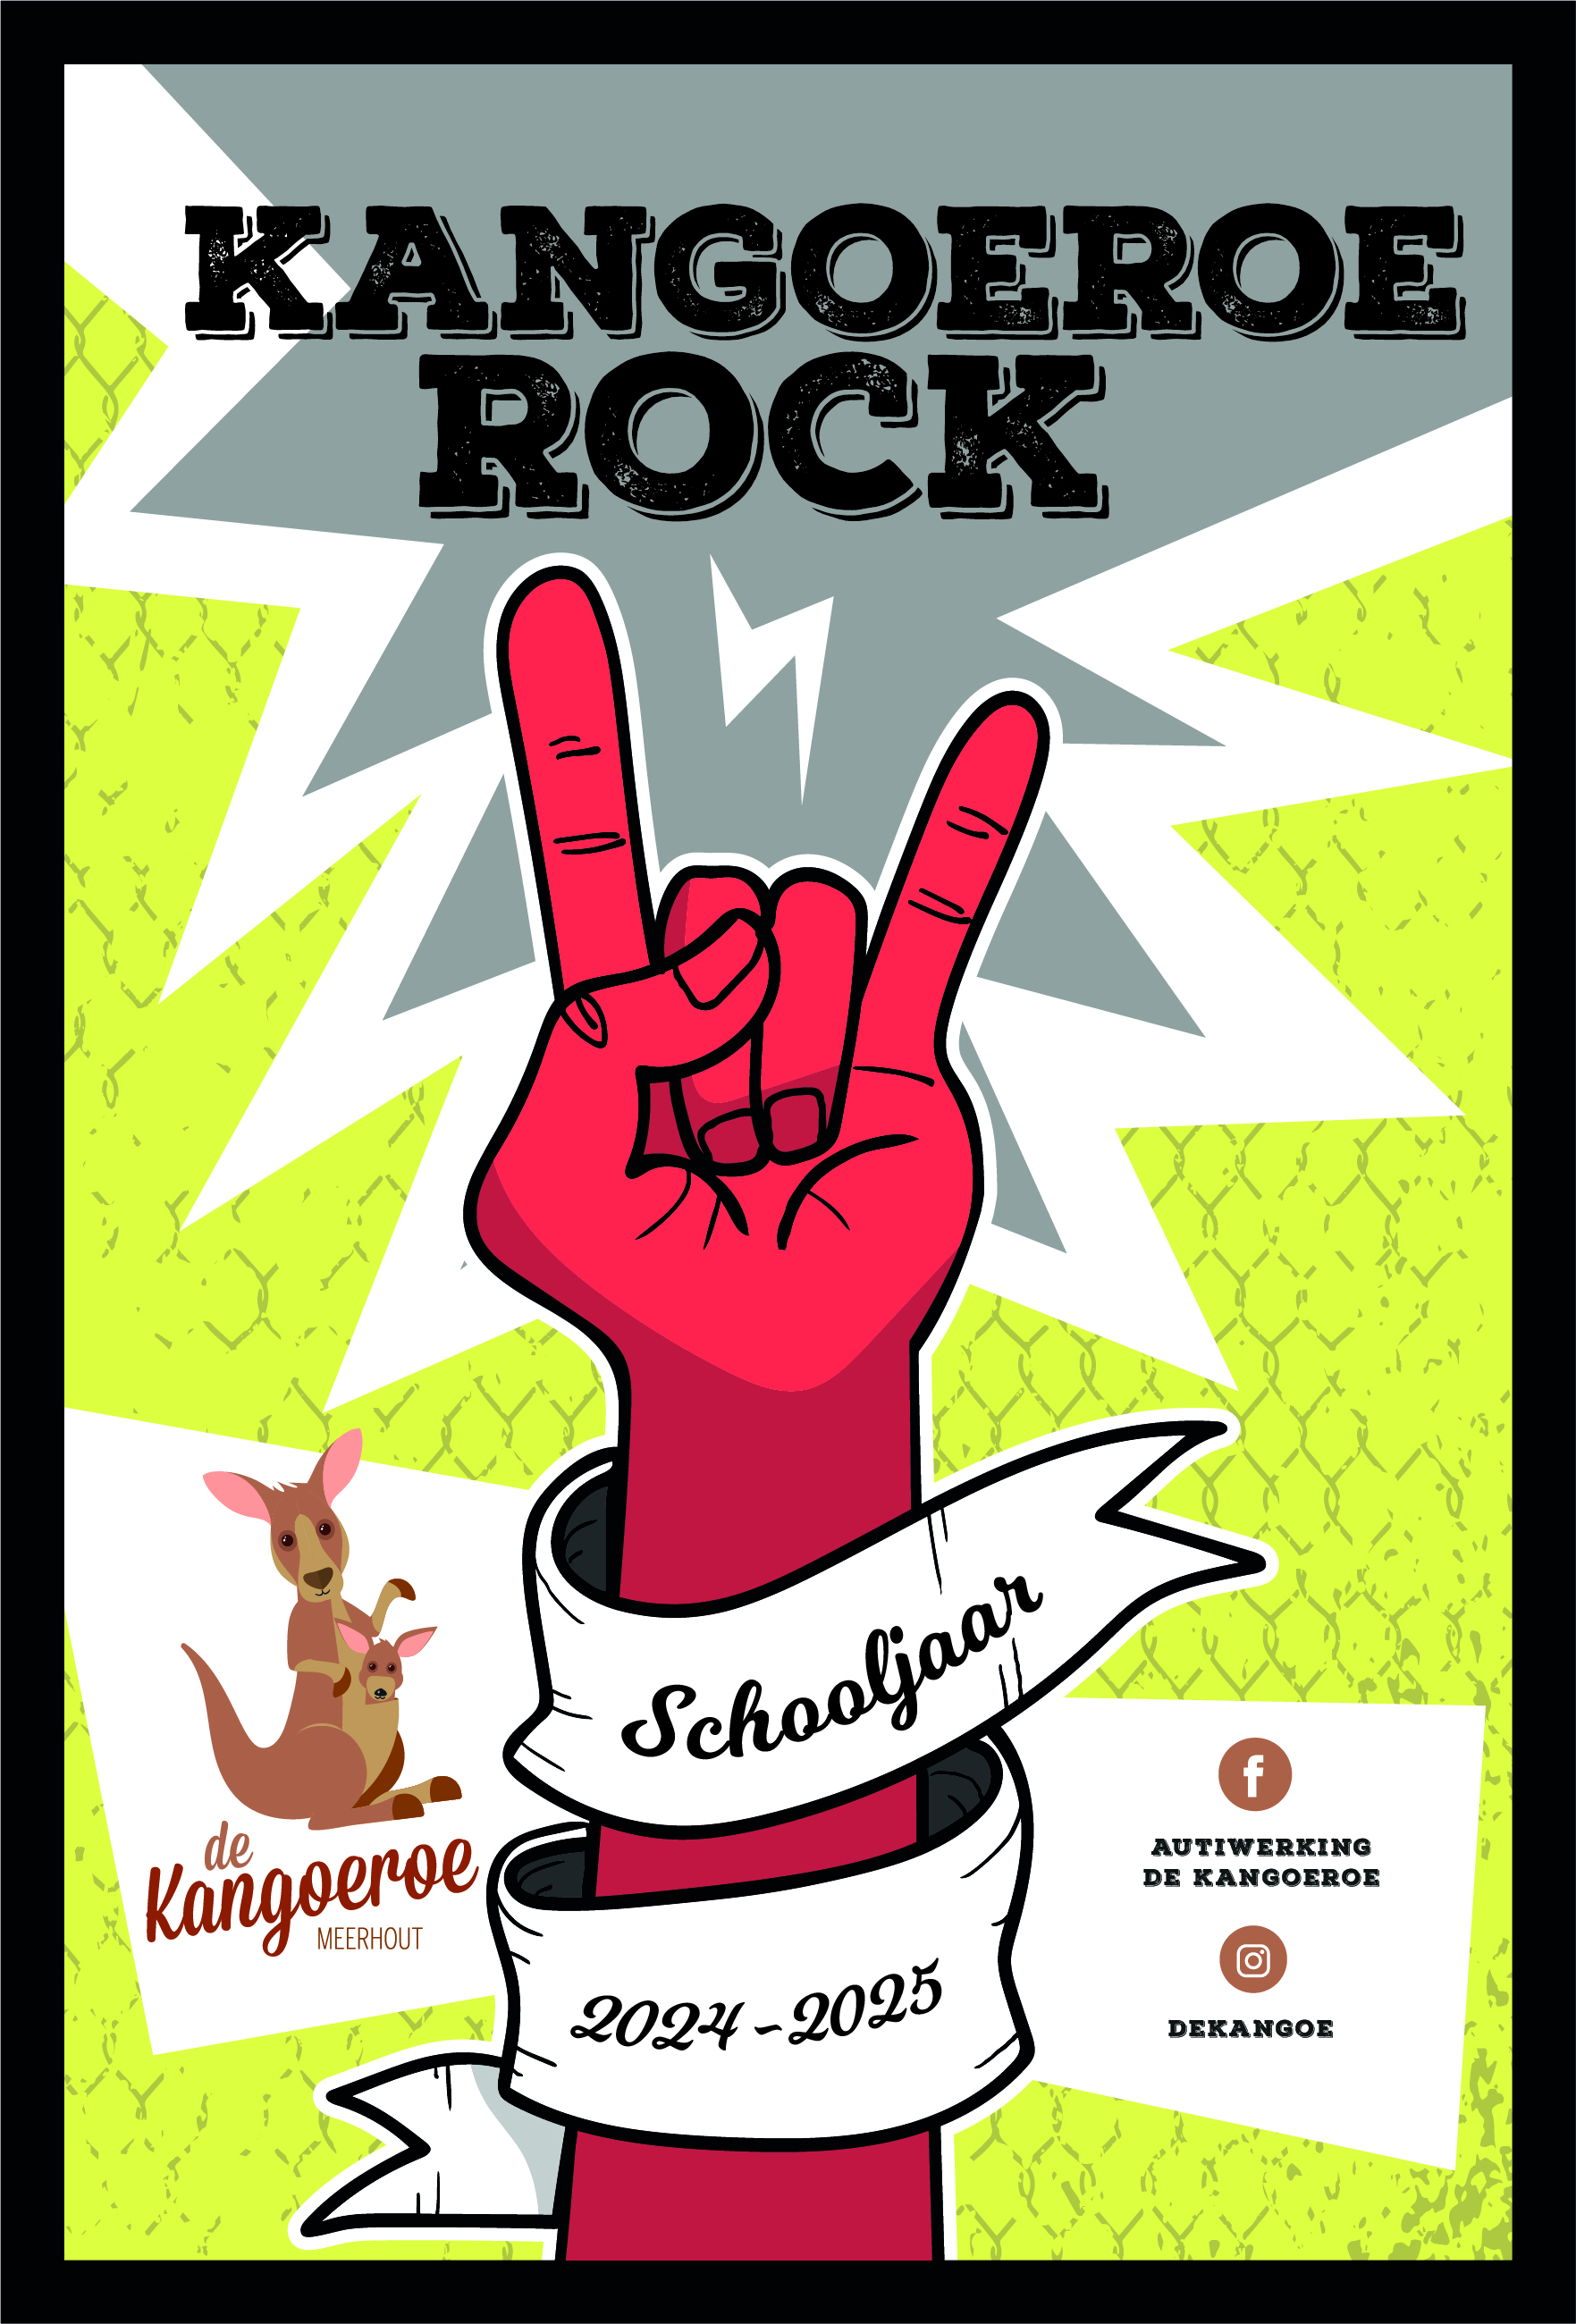 KANGOEROE
ROCK
Schooljaar
2024-2025
de
Kangoeroe
MEERHOUT
AUTIWERKING
DE KANGOEROE
DEKANGOE